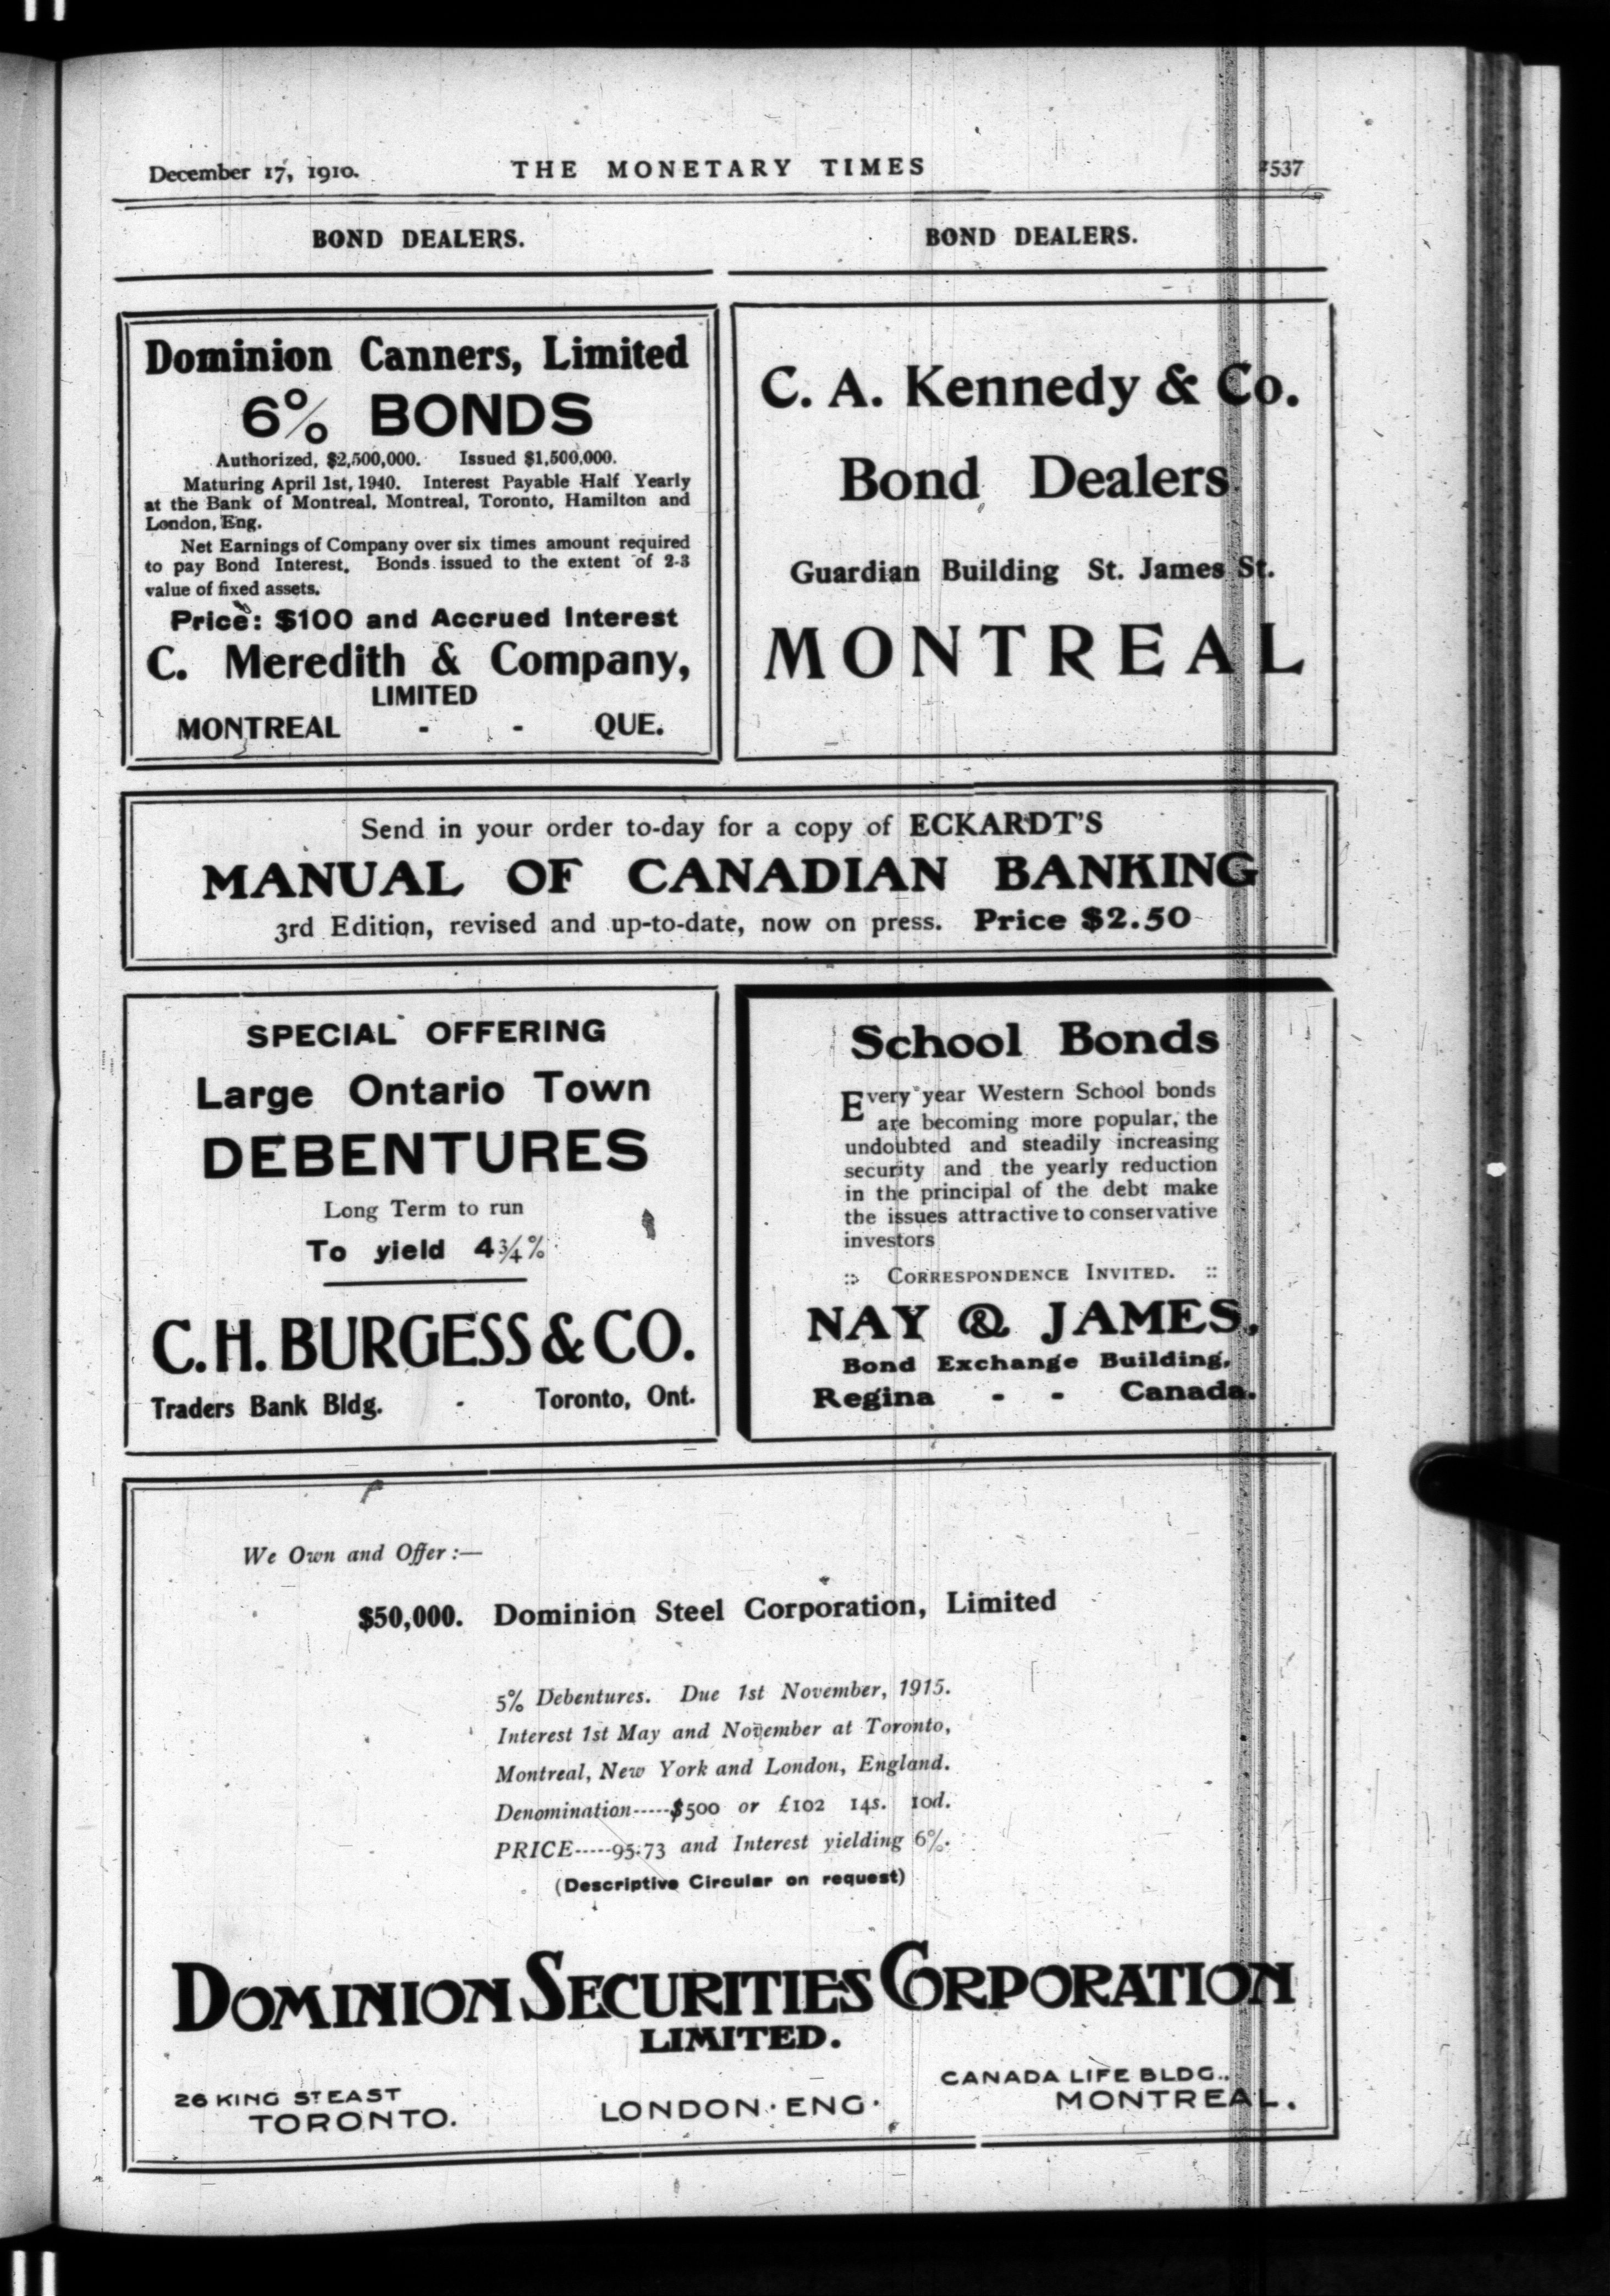 December 17, 1910.
THE MONETARY TIMES
BOND DEALERS.
Dominion Canners, Limited
6% BONDS
Authorized, $2,500,000. Issued $1,500,000.
Maturing April 1st, 1940. Interest Payable Half Yearly
at the Bank of Montreal, Montreal, Toronto, Hamilton and
London, Eng.
Net Earnings of Company over six times amount required
to pay Bond Interest. Bonds issued to the extent of 2-3
value of fixed assets.
Price: $100 and Accrued Interest
C. Meredith & Company,
LIMITED
MONTREAL - - QUE.
BOND DEALERS.
C. A. Kennedy & Co.
Bond Dealers
Guardian Building St. James St.
MONTREAL
Send in your order to-day for a copy of ECKARDT'S
MANUAL OF CANADIAN BANKING
3rd Edition, revised and up-to-date, now on press. Price $2.50
SPECIAL OFFERING
Large Ontario Town
DEBENTURES
Long Term to run
To yield 4¾%
C. H. BURGESS & CO.
Traders Bank Bldg. - Toronto, Ont.
School Bonds
Every year Western School bonds
are becoming more popular, the
undoubted and steadily increasing
security and the yearly reduction
in the principal of the debt make
the issues attractive to conservative
investors
:: CORRESPONDENCE INVITED. ::
NAY & JAMES,
Bond Exchange Building,
Regina - - Canada.
We Own and Offer :—
$50,000. Dominion Steel Corporation, Limited
5% Debentures. Due 1st November, 1915.
Interest 1st May and November at Toronto,
Montreal, New York and London, England.
Denomination-----$500 or £102 14s. 10d.
PRICE-----95.73 and Interest yielding 6%.
(Descriptive Circular on request)
DOMINION SECURITIES CORPORATION
LIMITED.
26 KING ST EAST
TORONTO.
LONDON · ENG ·
CANADA LIFE BLDG.,
MONTREAL.